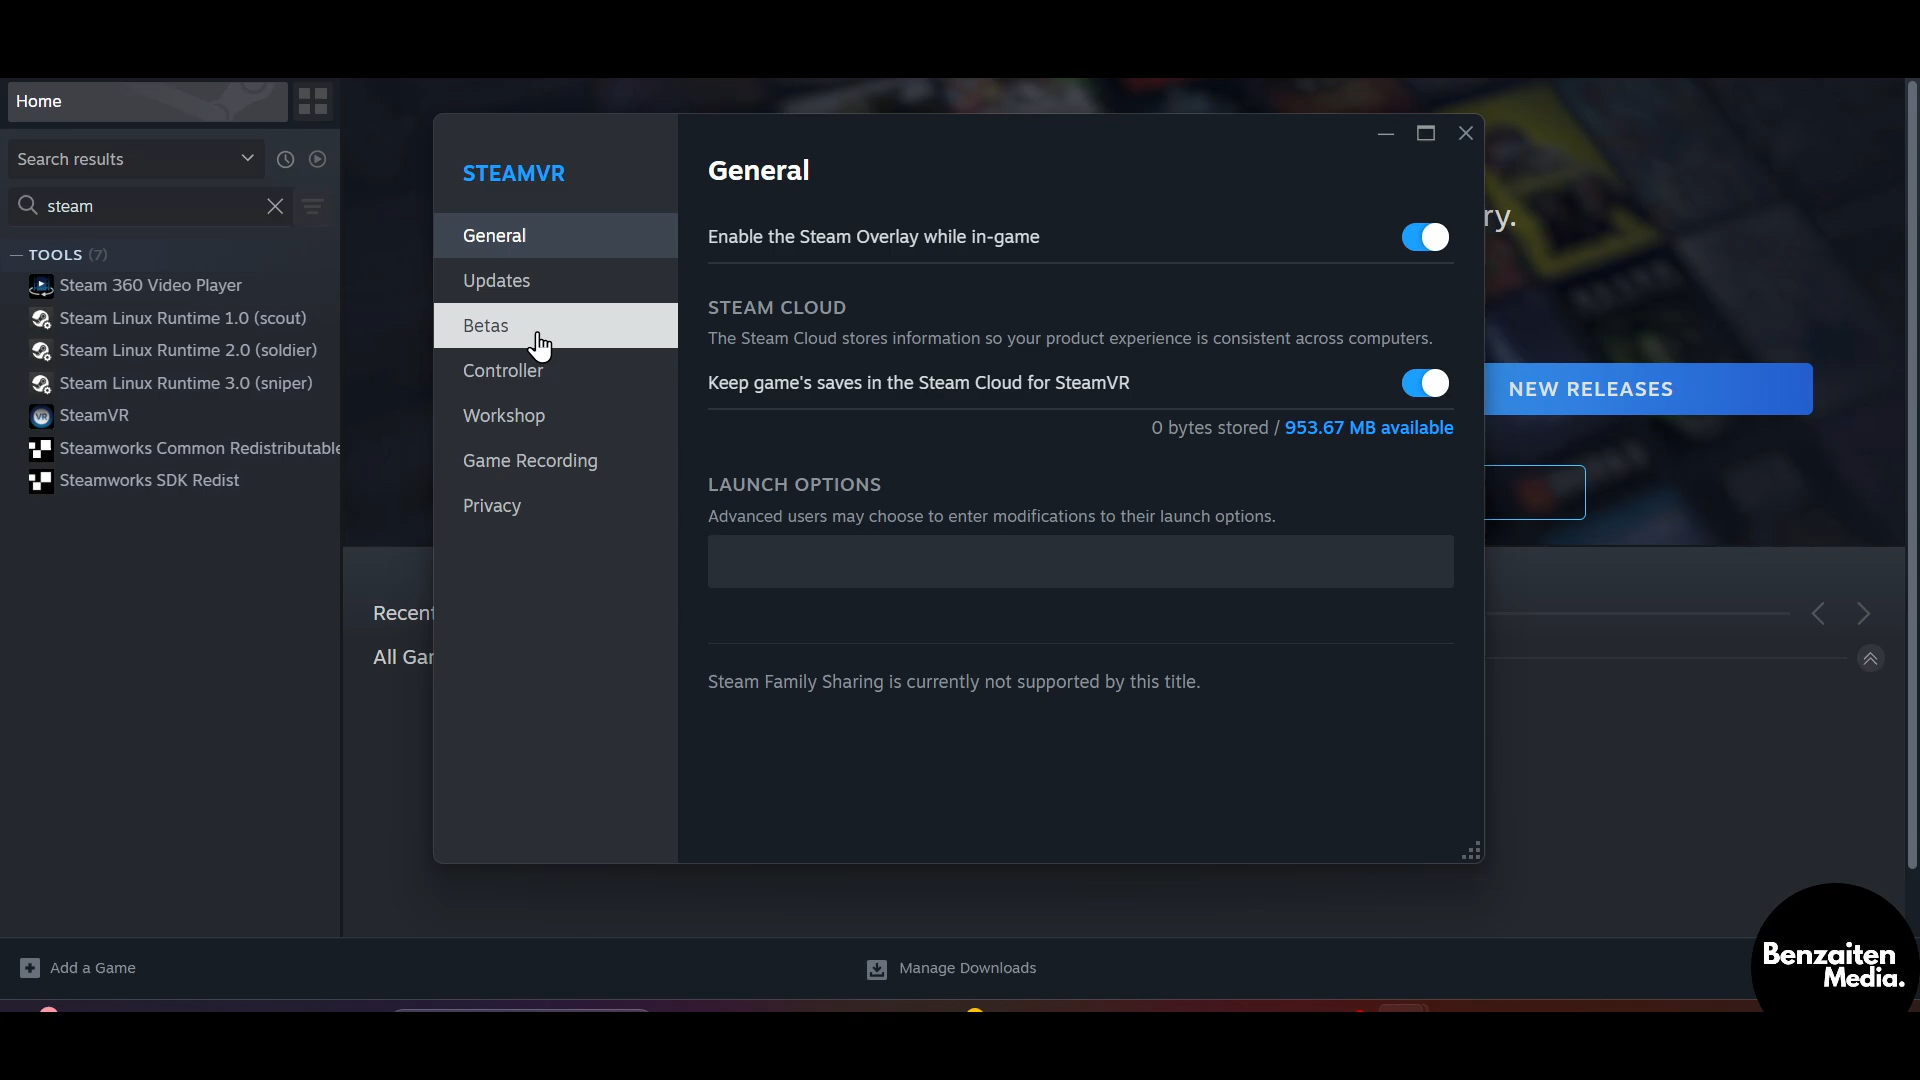 Home
Search results
steam
TOOLS (7)
Steam 360 Video Player
Steam Linux Runtime 1.0 (scout)
Steam Linux Runtime 2.0 (soldier)
Steam Linux Runtime 3.0 (sniper)
SteamVR
Steamworks Common Redistributable
Steamworks SDK Redist
STEAMVR
General
Updates
Betas
Controller
Workshop
Game Recording
Privacy
General
Enable the Steam Overlay while in-game
STEAM CLOUD
The Steam Cloud stores information so your product experience is consistent across computers.
Keep game's saves in the Steam Cloud for SteamVR
0 bytes stored / 953.67 MB available
LAUNCH OPTIONS
Advanced users may choose to enter modifications to their launch options.
Steam Family Sharing is currently not supported by this title.
ry.
NEW RELEASES
Recent
All Gar
Add a Game
Manage Downloads
Benzaiten
Media.